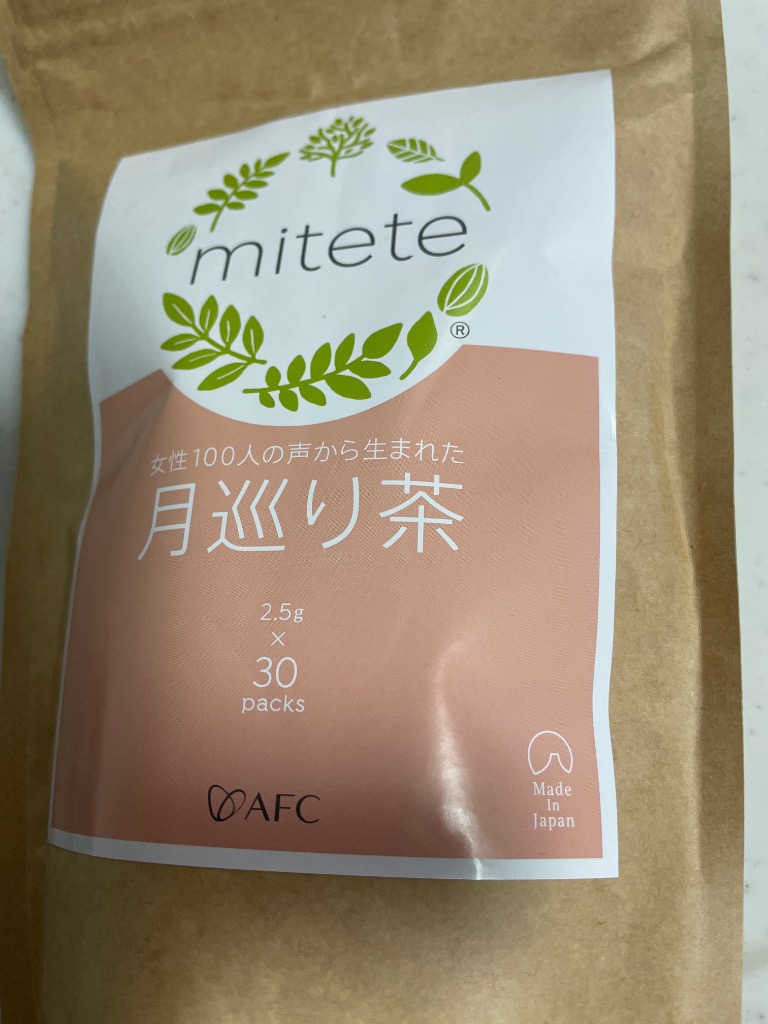 mitete
®
女性100人の声から生まれた
月巡り茶
2.5g
×
30
packs
AFC
Made
In
Japan